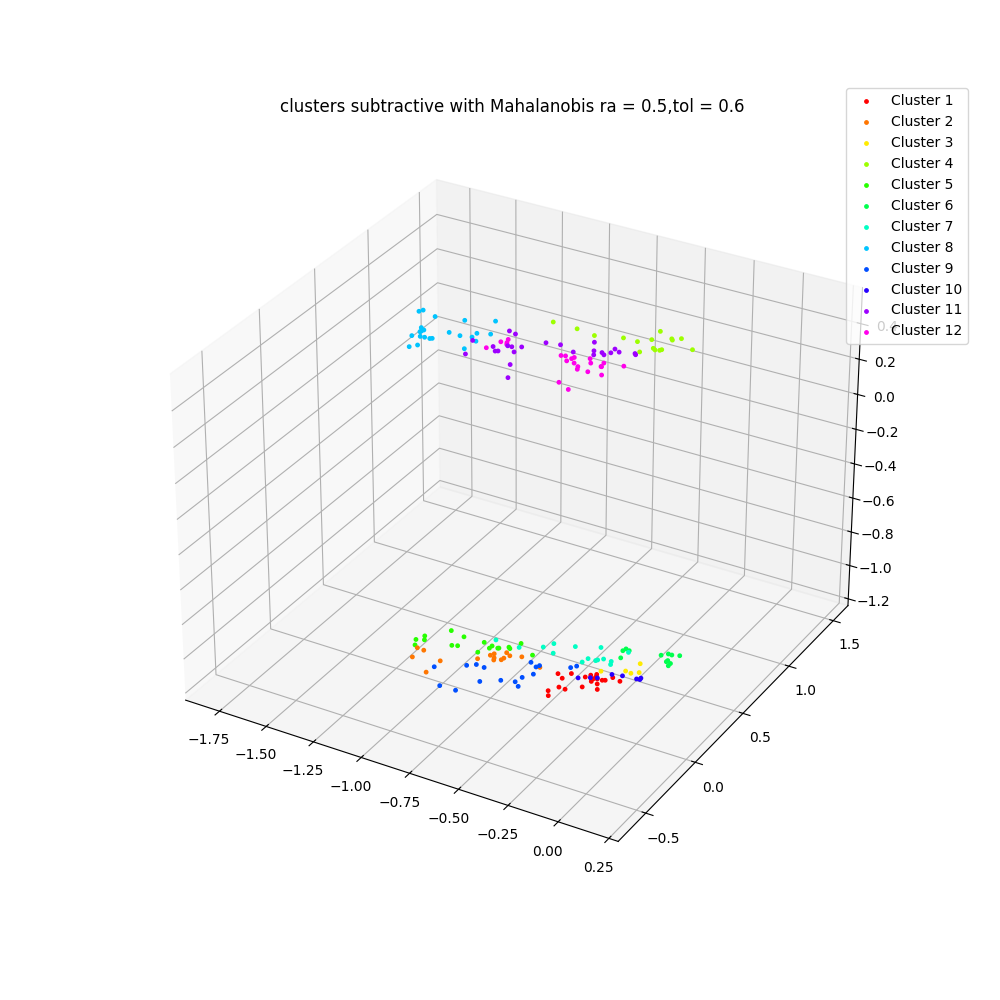 clusters subtractive with Mahalanobis ra = 0.5,tol = 0.6
Cluster 1
Cluster 2
Cluster 3
Cluster 4
Cluster 5
Cluster 6
Cluster 7
Cluster 8
Cluster 9
Cluster 10
Cluster 11
Cluster 12
0.2
0.0
−0.2
−0.4
−0.6
−0.8
−1.0
−1.2
1.5
1.0
0.5
0.0
−0.5
−1.75
−1.50
−1.25
−1.00
−0.75
−0.50
−0.25
0.00
0.25